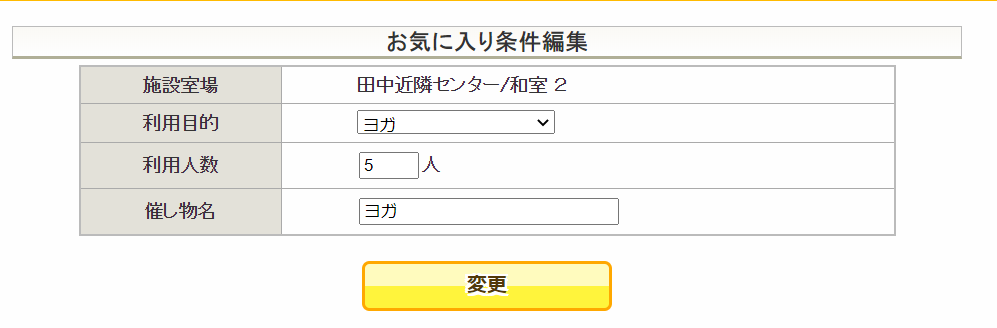 お気に入り条件編集
施設室場 田中近隣センター/和室 2
利用目的 ヨガ
利用人数 5 人
催し物名 ヨガ
変更